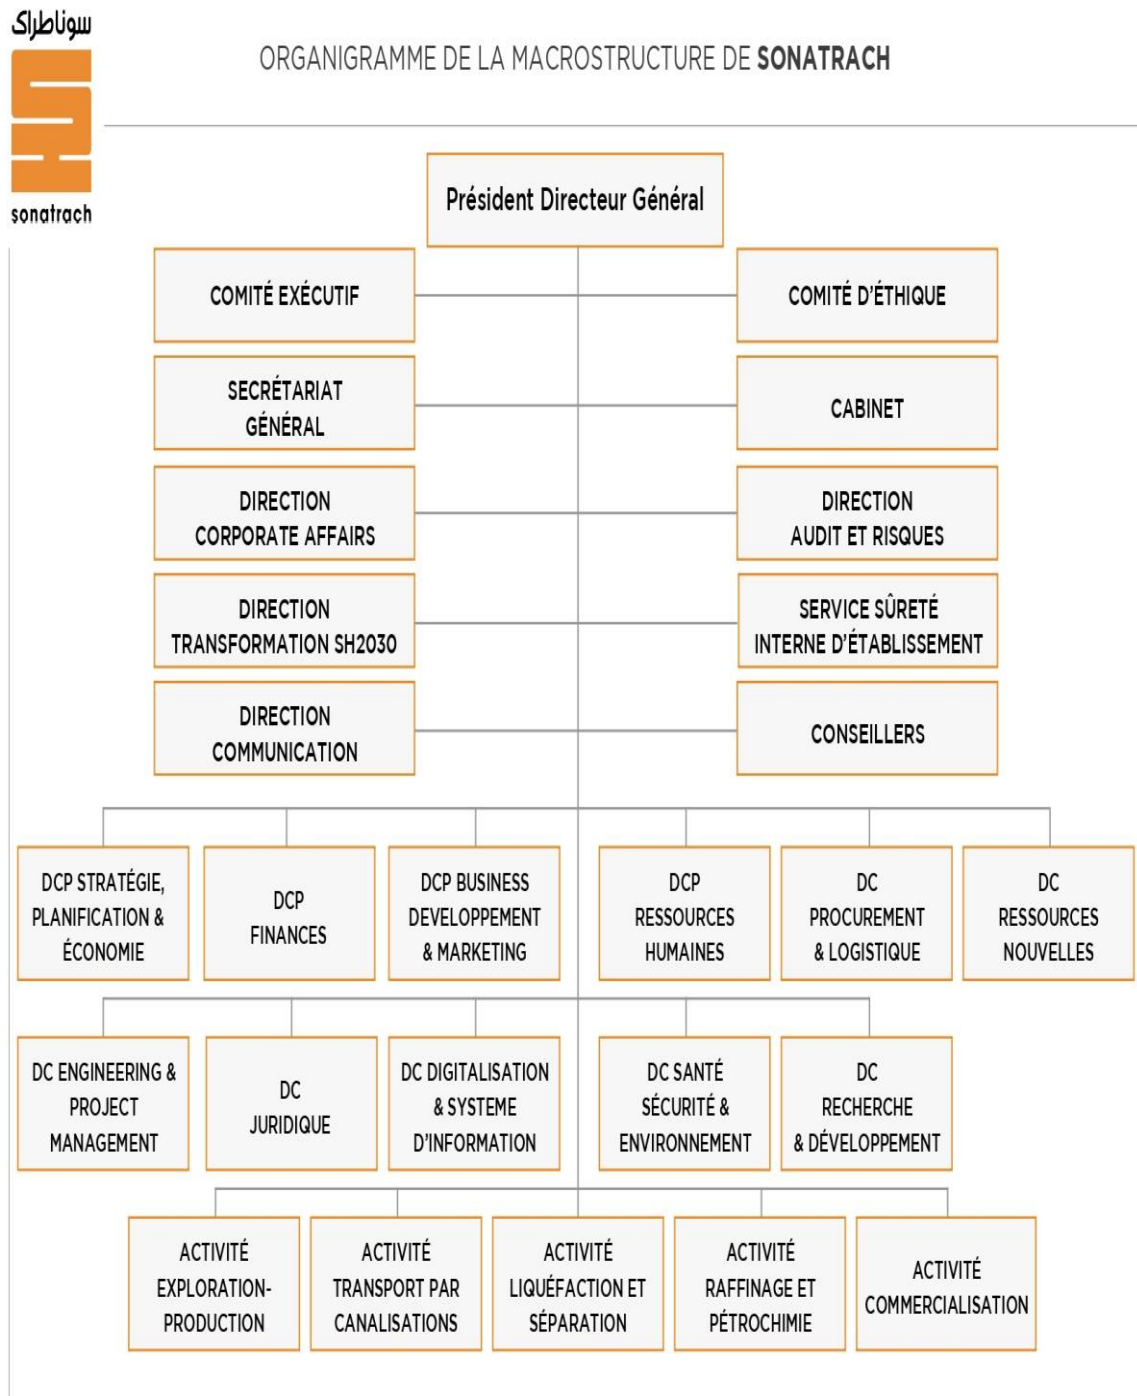 سوناطراك
sonatrach
ORGANIGRAMME DE LA MACROSTRUCTURE DE SONATRACH
Président Directeur Général
COMITÉ EXÉCUTIF
COMITÉ D'ÉTHIQUE
SECRÉTARIAT
GÉNÉRAL
CABINET
DIRECTION
CORPORATE AFFAIRS
DIRECTION
AUDIT ET RISQUES
DIRECTION
TRANSFORMATION SH2030
SERVICE SÛRETÉ
INTERNE D'ÉTABLISSEMENT
DIRECTION
COMMUNICATION
CONSEILLERS
DCP STRATÉGIE,
PLANIFICATION &
ÉCONOMIE
DCP
FINANCES
DCP BUSINESS
DEVELOPPEMENT
& MARKETING
DCP
RESSOURCES
HUMAINES
DC
PROCUREMENT
& LOGISTIQUE
DC
RESSOURCES
NOUVELLES
DC ENGINEERING &
PROJECT
MANAGEMENT
DC
JURIDIQUE
DC DIGITALISATION
& SYSTEME
D'INFORMATION
DC SANTÉ
SÉCURITÉ &
ENVIRONNEMENT
DC
RECHERCHE
& DÉVELOPPEMENT
ACTIVITÉ
EXPLORATION-
PRODUCTION
ACTIVITÉ
TRANSPORT PAR
CANALISATIONS
ACTIVITÉ
LIQUÉFACTION ET
SÉPARATION
ACTIVITÉ
RAFFINAGE ET
PÉTROCHIMIE
ACTIVITÉ
COMMERCIALISATION